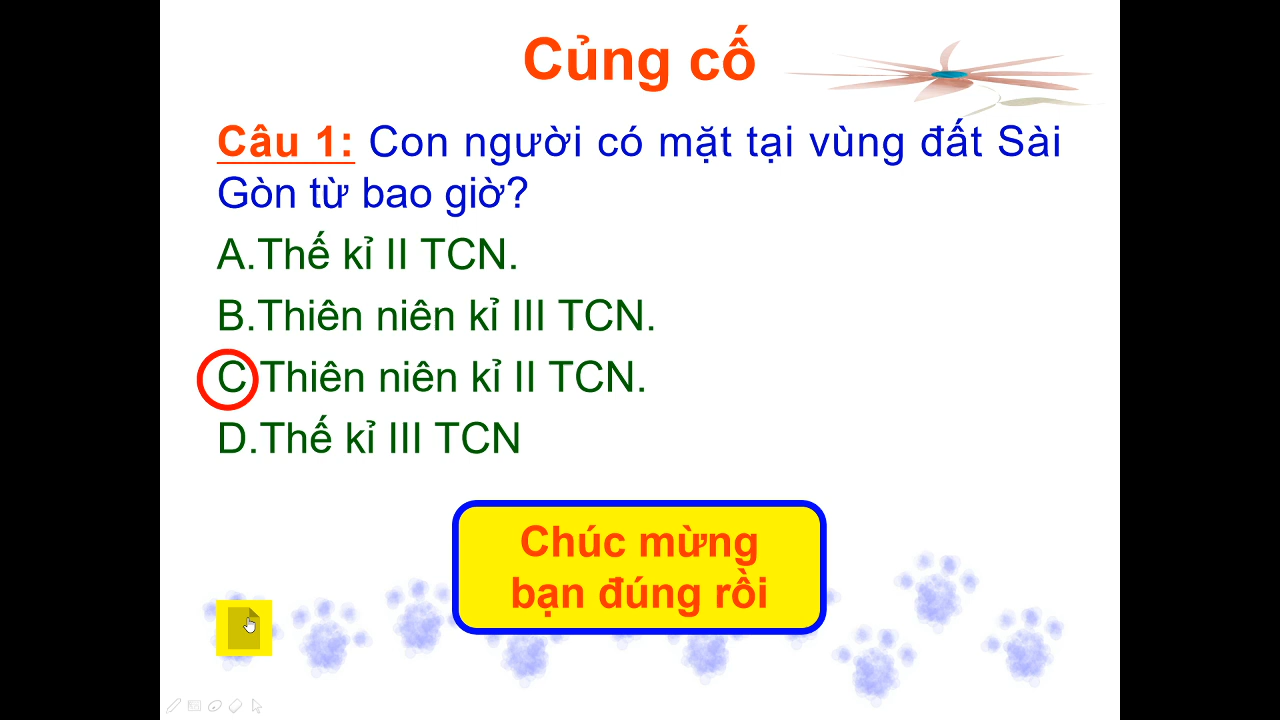 Củng cố
Câu 1: Con người có mặt tại vùng đất Sài
Gòn từ bao giờ?
A.Thế kỉ II TCN.
B.Thiên niên kỉ III TCN.
C.Thiên niên kỉ II TCN.
D.Thế kỉ III TCN
Chúc mừng
bạn đúng rồi